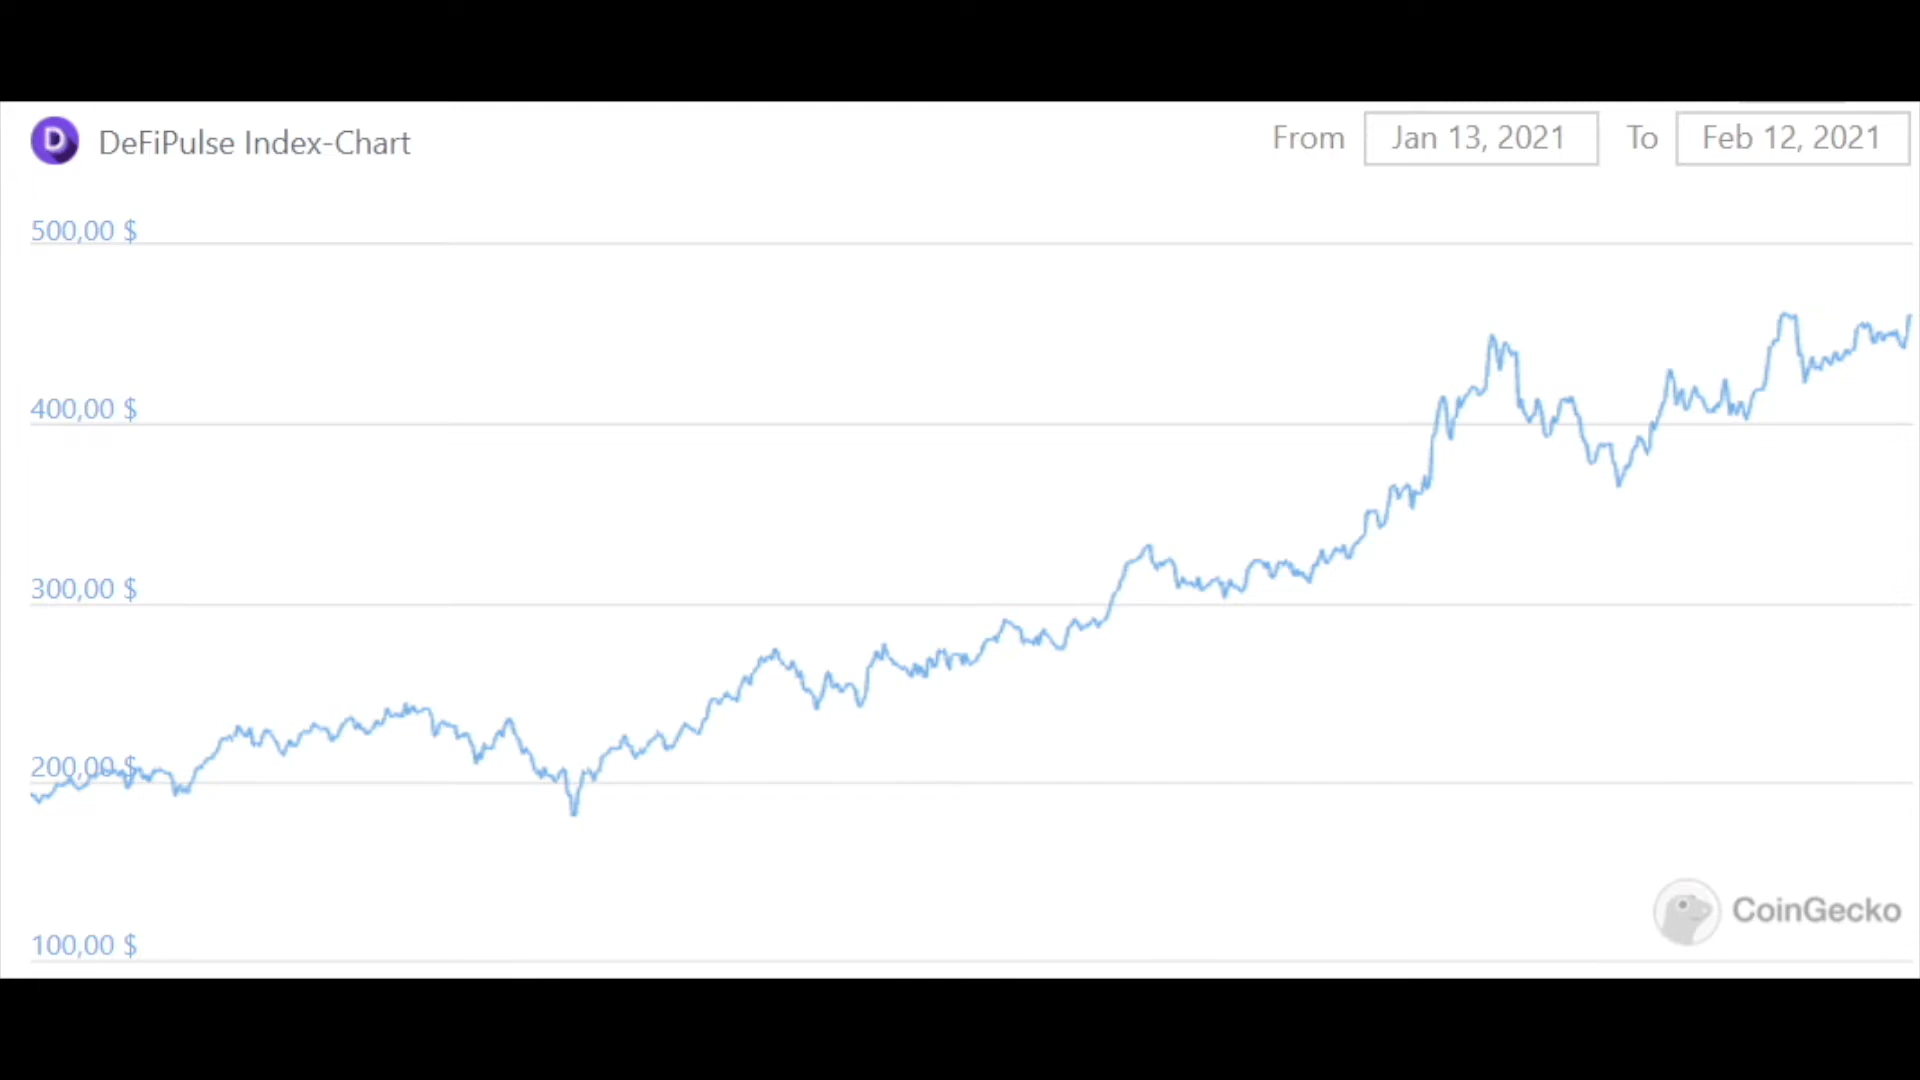 D DeFiPulse Index-Chart
From Jan 13, 2021 To Feb 12, 2021
500,00 $
400,00 $
300,00 $
200,00 $
100,00 $
CoinGecko